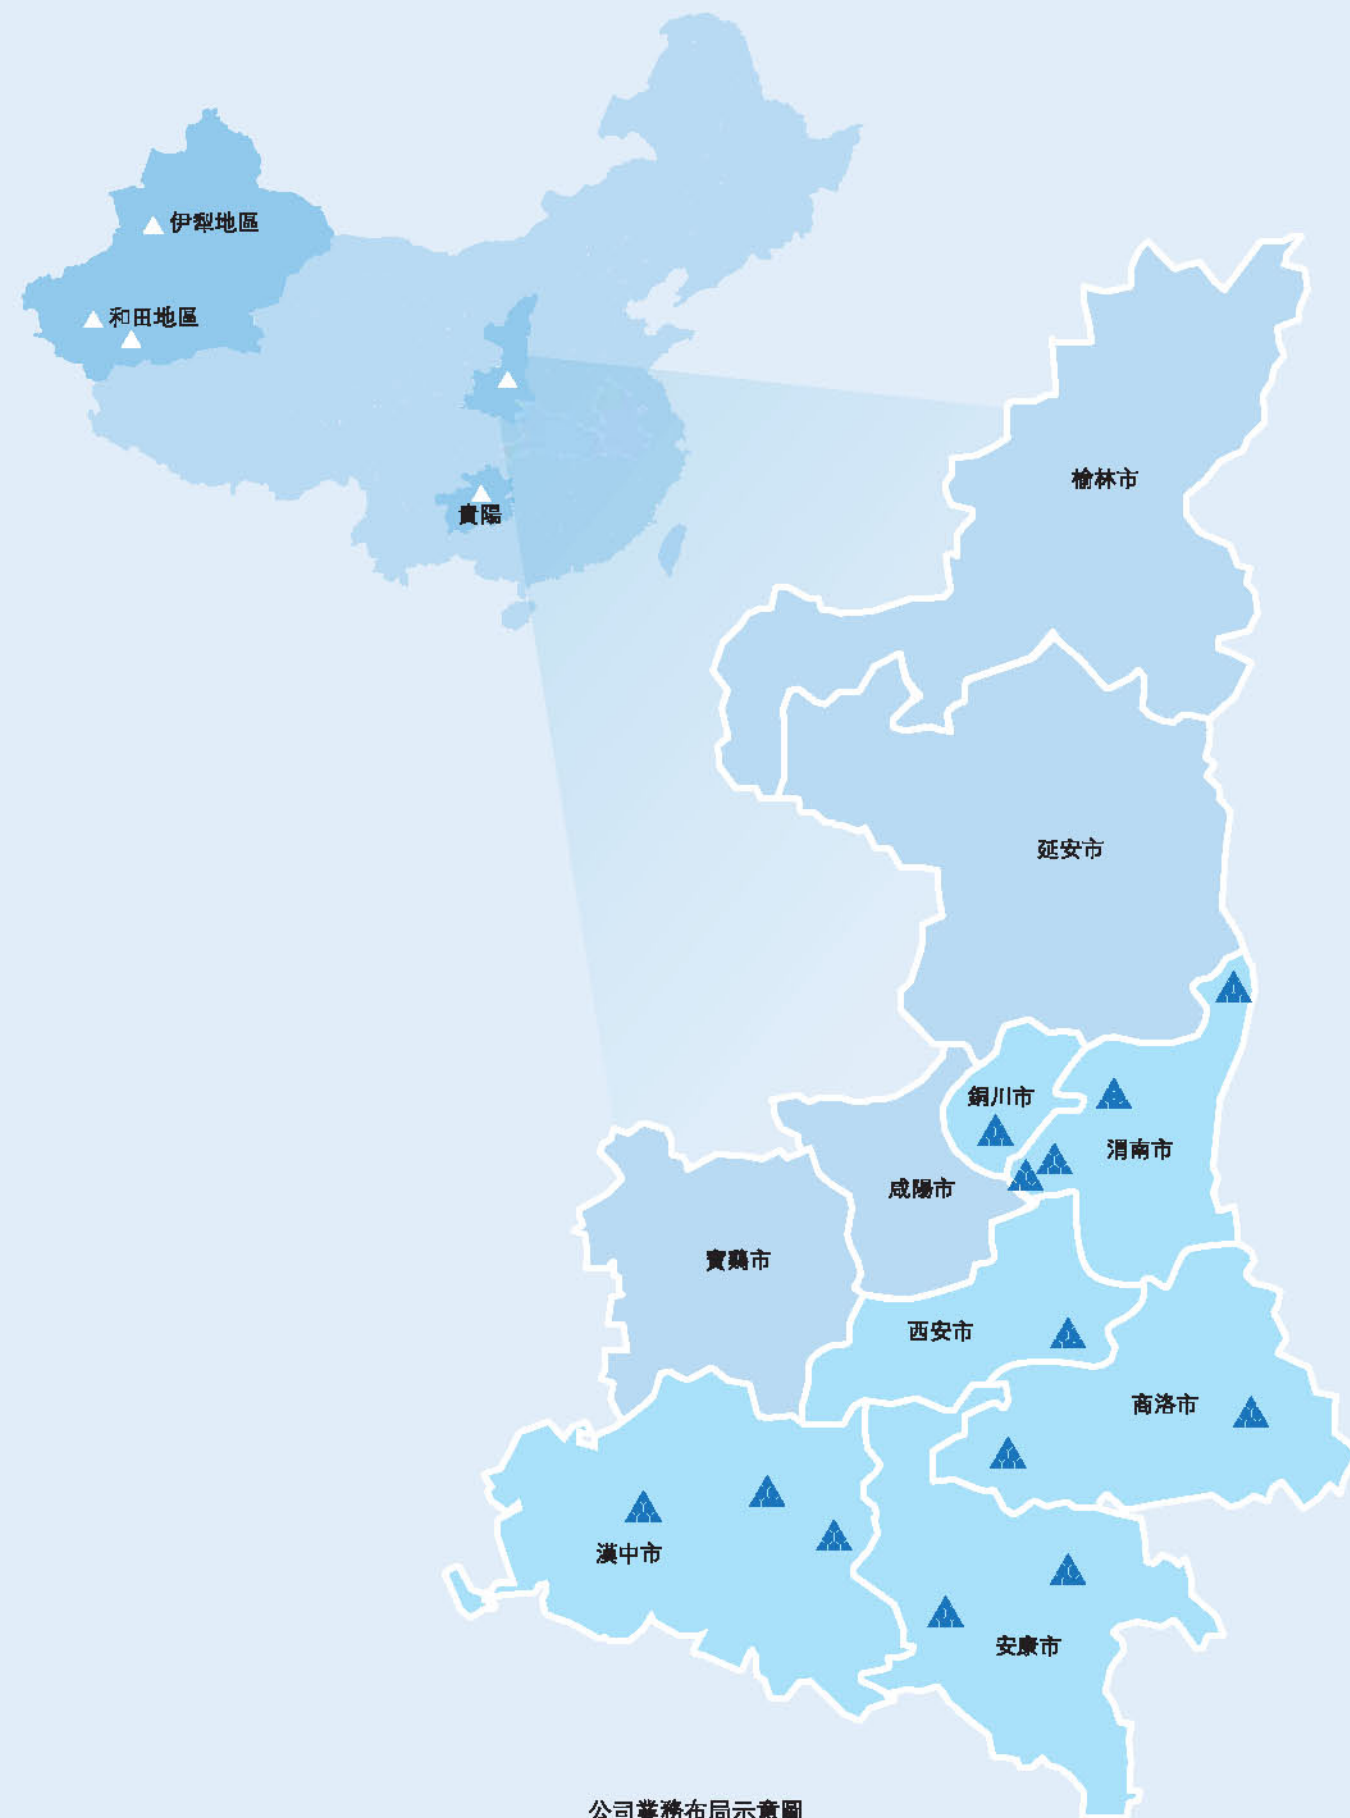 伊犁地區
和田地區
貴陽
榆林市
延安市
銅川市
渭南市
咸陽市
寶鷄市
西安市
商洛市
漢中市
安康市
公司業務布局示意圖